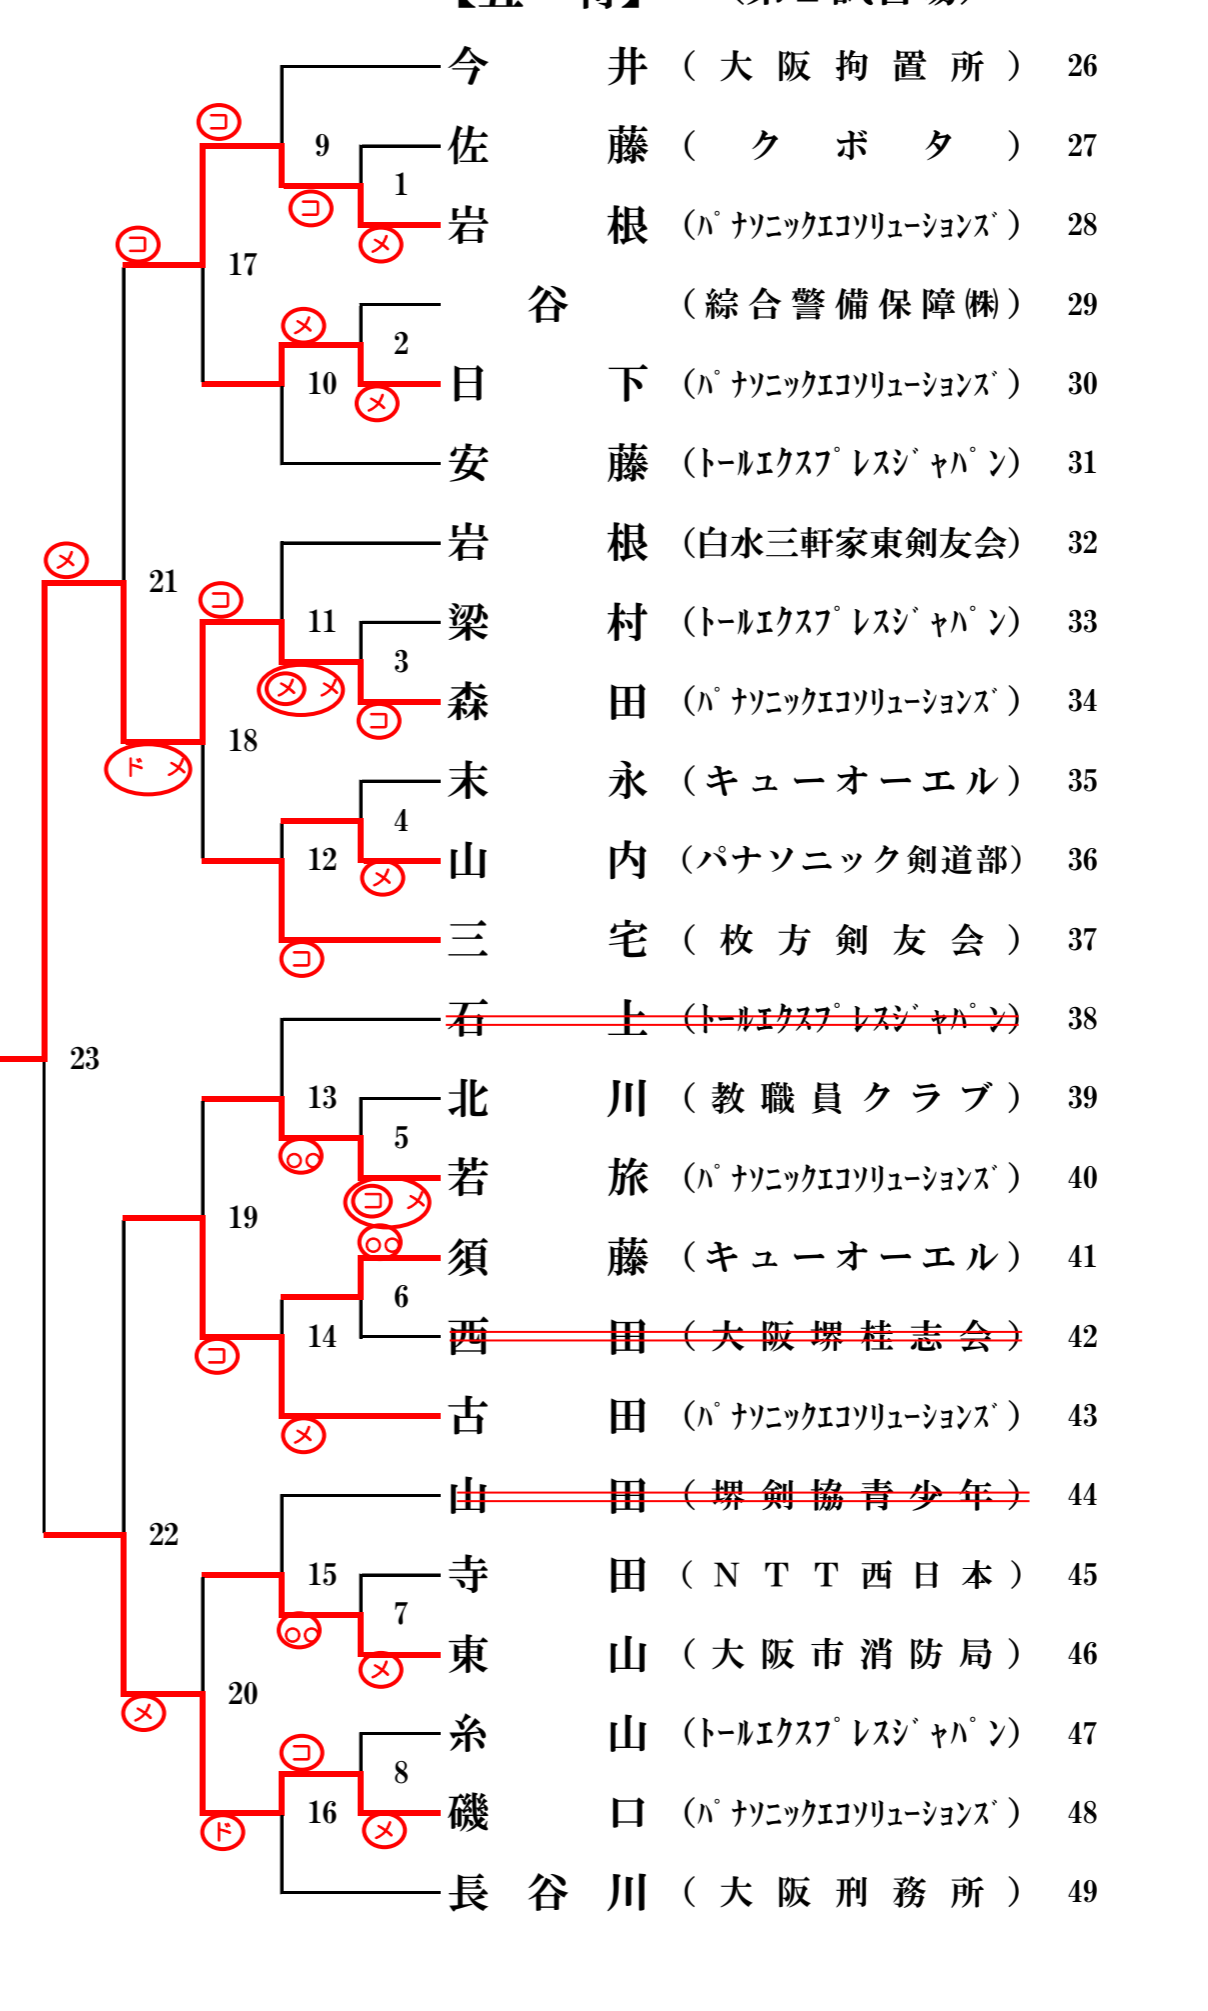 今井(大阪拘置所) 26
コ
9
佐藤(クボタ) 27
1
コ
岩根(パナソニックエコソリューションズ) 28
コ
メ
17
谷(綜合警備保障㈱) 29
メ
2
10
日下(パナソニックエコソリューションズ) 30
メ
安藤(トールエクスプレスジャパン) 31
岩根(白水三軒家東剣友会) 32
メ
21
コ
11
梁村(トールエクスプレスジャパン) 33
3
メ メ
森田(パナソニックエコソリューションズ) 34
コ
18
ド メ
末永(キューオーエル) 35
4
12
山内(パナソニック剣道部) 36
メ
三宅(枚方剣友会) 37
コ
石上(トールエクスプレスジャパン) 38
23
13
北川(教職員クラブ) 39
5
○○
若旅(パナソニックエコソリューションズ) 40
コ メ
19
○○
須藤(キューオーエル) 41
6
14
西田(大阪堺桂志会) 42
コ
古田(パナソニックエコソリューションズ) 43
メ
山田(堺剣協青少年) 44
22
15
寺田(NTT西日本) 45
7
○○
東山(大阪市消防局) 46
メ
20
メ
糸山(トールエクスプレスジャパン) 47
コ
8
16
磯口(パナソニックエコソリューションズ) 48
ド
メ
長谷川(大阪刑務所) 49